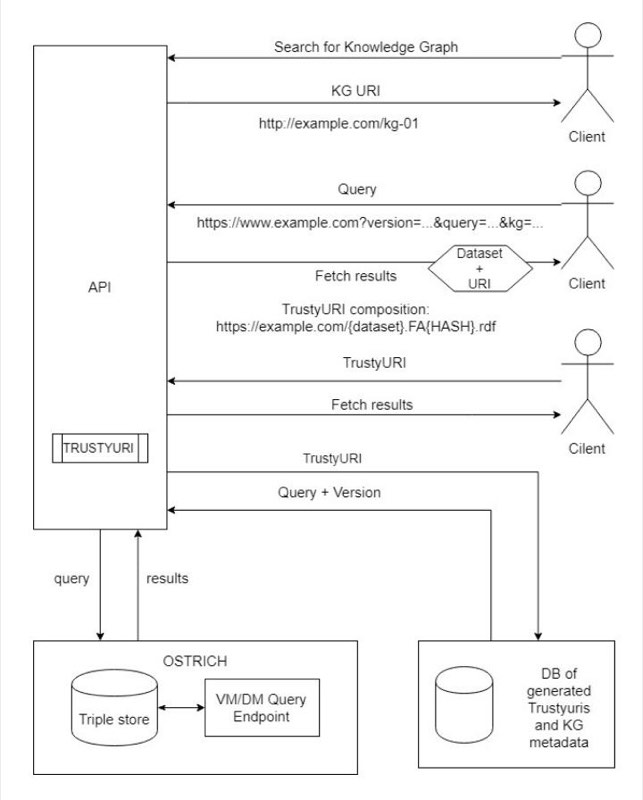 Search for Knowledge Graph
KG URI
http://example.com/kg-01
Client
Query
https://www.example.com?version=...&query=...&kg=...
Dataset
+
URI
Fetch results
Client
API
TrustyURI composition:
https://example.com/{dataset}.FA{HASH}.rdf
TrustyURI
Fetch results
Cilent
TRUSTYURI
TrustyURI
Query + Version
query
results
OSTRICH
Triple store
VM/DM Query
Endpoint
DB of
generated
Trustyuris
and KG
metadata